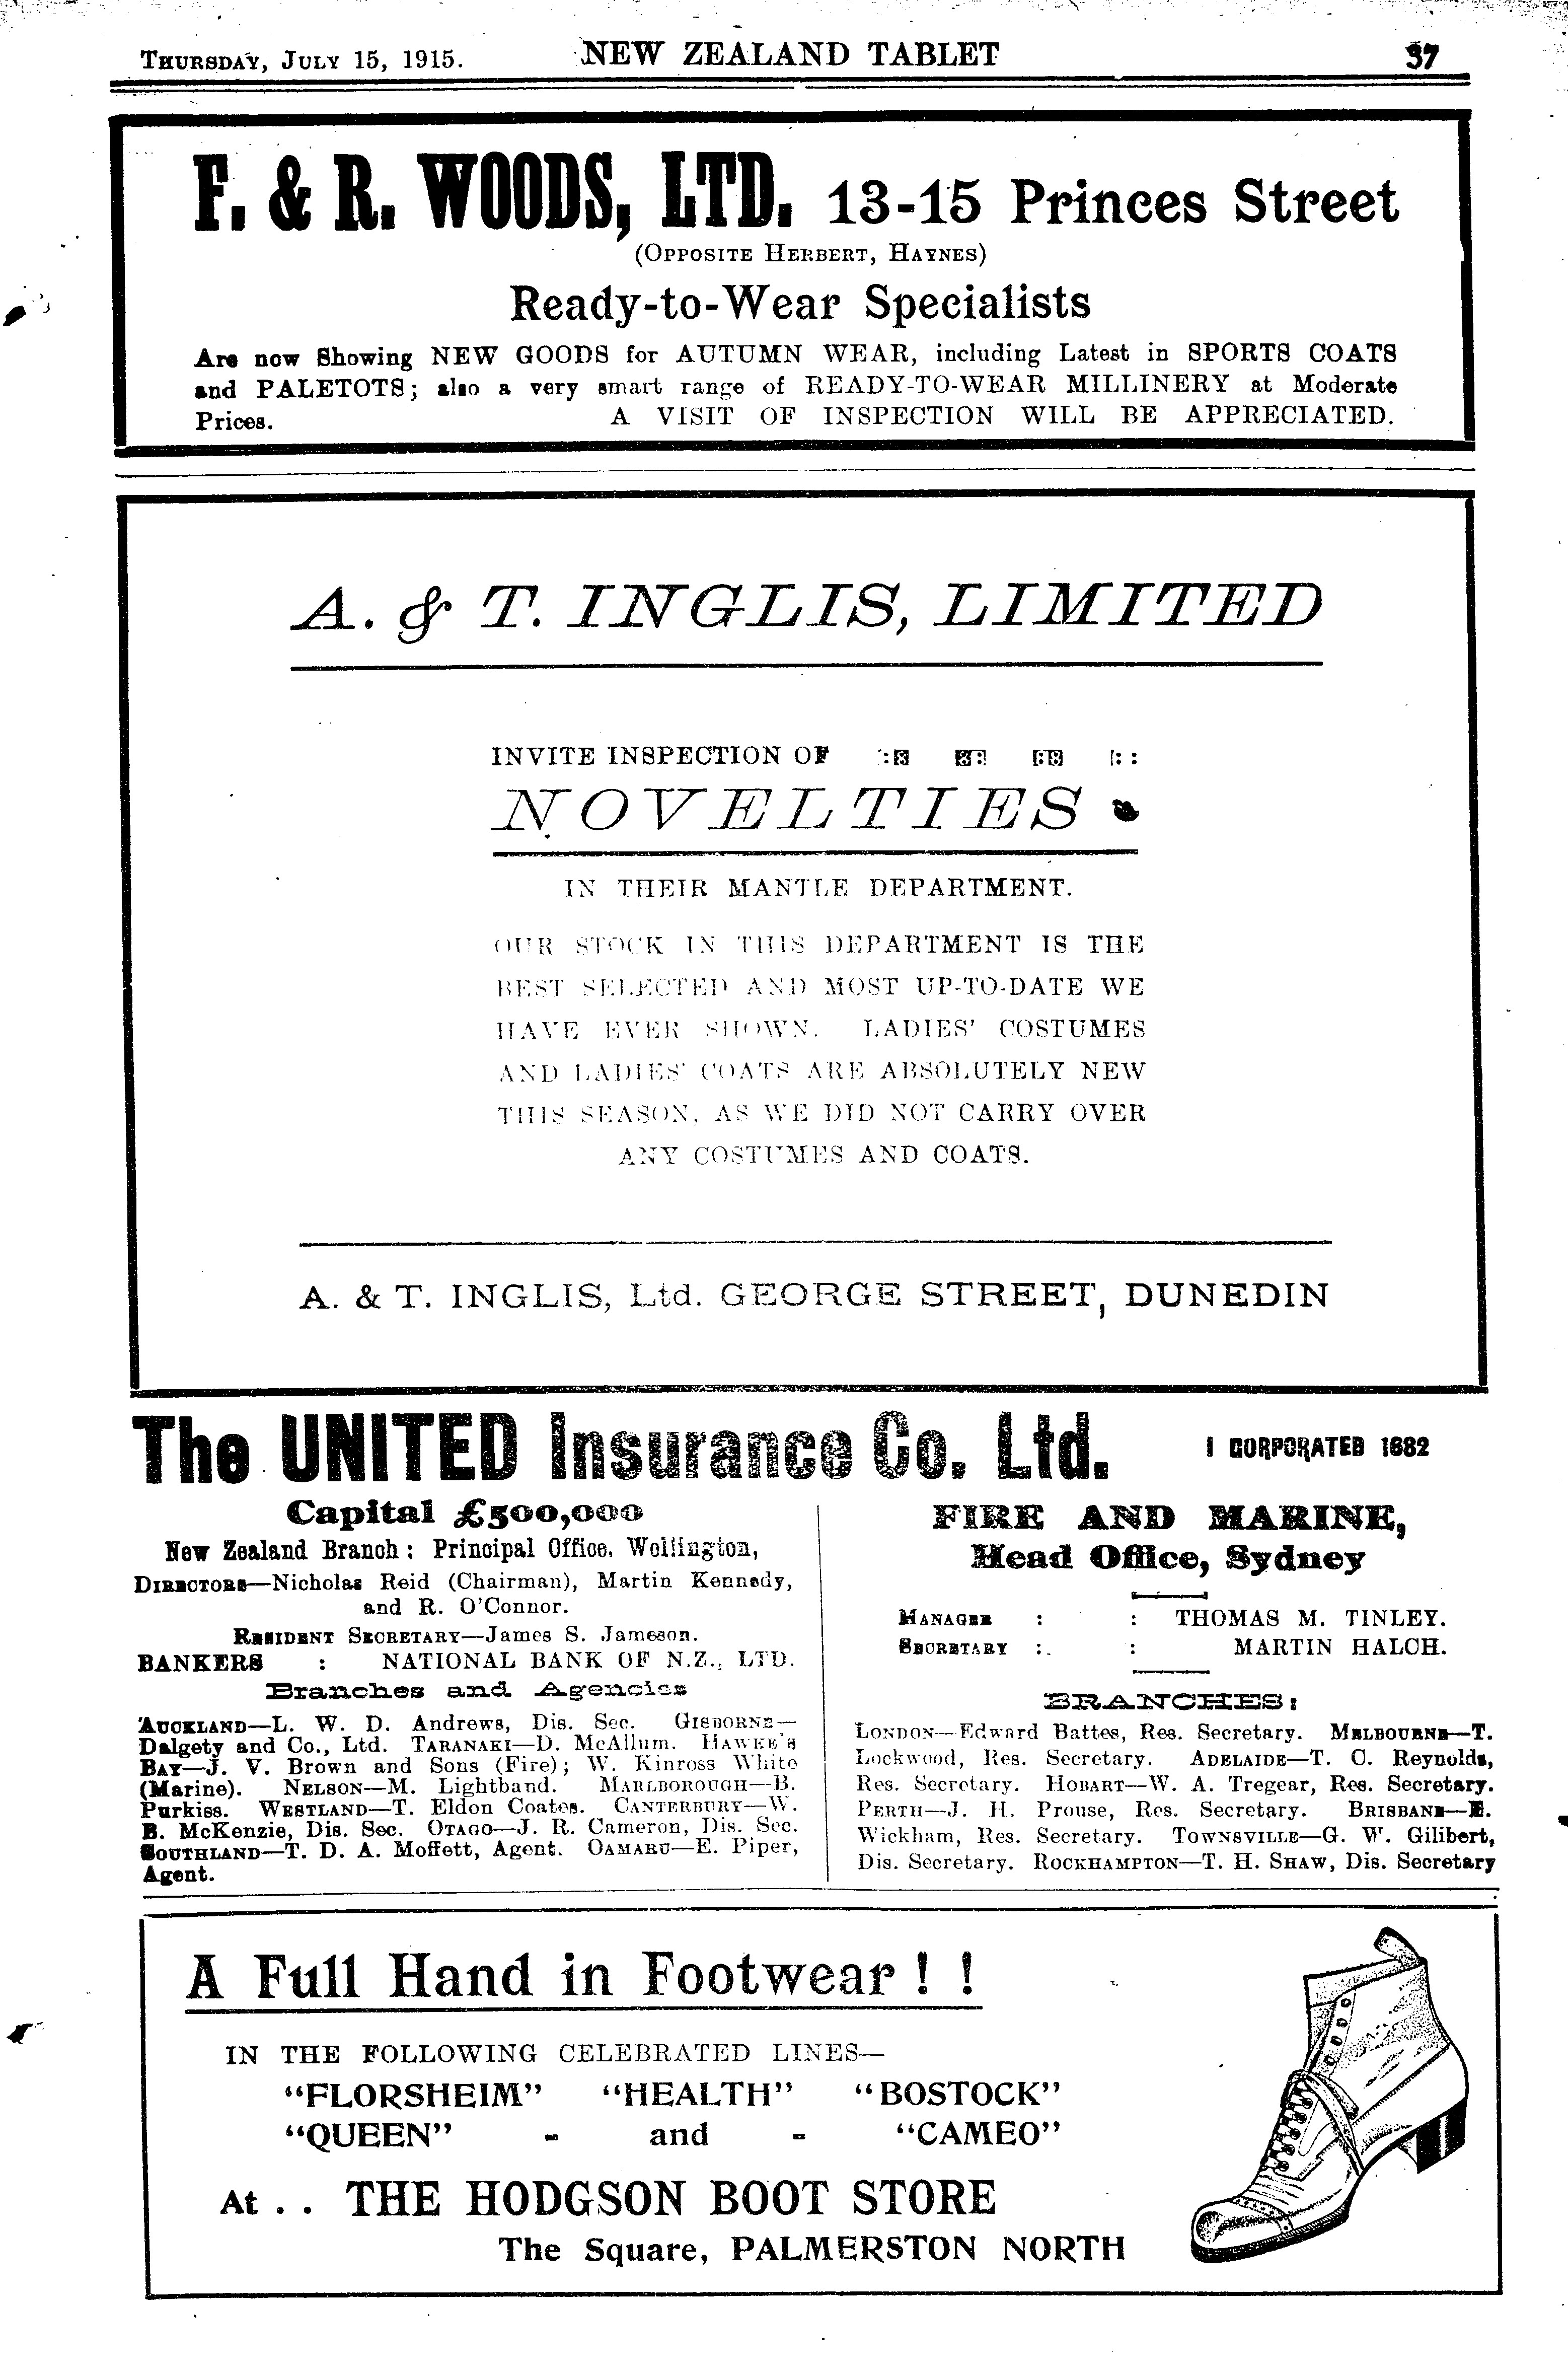 Thursday, July 15, 1915. NEW ZEALAND TABLET 37
F. & R. WOODS, LTD. 13-15 Princes Street
(Opposite Herbert, Haynes)
Ready-to-Wear Specialists
Are now Showing NEW GOODS for AUTUMN WEAR, including Latest in SPORTS COATS
and PALETOTS; also a very smart range of READY-TO-WEAR MILLINERY at Moderate
Prices. A VISIT OF INSPECTION WILL BE APPRECIATED.
A. & T. INGLIS, LIMITED
INVITE INSPECTION OF
NOVELTIES
IN THEIR MANTLE DEPARTMENT.
OUR STOCK IN THIS DEPARTMENT IS THE
BEST SELECTED AND MOST UP-TO-DATE WE
HAVE EVER SHOWN. LADIES' COSTUMES
AND LADIES' COATS ARE ABSOLUTELY NEW
THIS SEASON, AS WE DID NOT CARRY OVER
ANY COSTUMES AND COATS.
A. & T. INGLIS, Ltd. GEORGE STREET, DUNEDIN
The UNITED Insurance Co. Ltd. I CORPORATED 1882
Capital £500,000
New Zealand Branch: Principal Office, Wellington,
Directors—Nicholas Reid (Chairman), Martin Kennedy,
and R. O'Connor.
Resident Secretary—James S. Jameson.
BANKERS : NATIONAL BANK OF N.Z., LTD.
Branches and Agencies
Auckland—L. W. D. Andrews, Dis. Sec. Gisborne—
Dalgety and Co., Ltd. Taranaki—D. McAllum. Hawke's
Bay—J. V. Brown and Sons (Fire); W. Kinross White
(Marine). Nelson—M. Lightband. Marlborough—B.
Purkiss. Westland—T. Eldon Coates. Canterbury—W.
B. McKenzie, Dis. Sec. Otago—J. R. Cameron, Dis. Sec.
Southland—T. D. A. Moffett, Agent. Oamaru—E. Piper,
Agent.
FIRE AND MARINE,
Head Office, Sydney
Manager : : THOMAS M. TINLEY.
Secretary : : MARTIN HALCH.
BRANCHES:
London—Edward Battes, Res. Secretary. Melbourne—T.
Lockwood, Res. Secretary. Adelaide—T. C. Reynolds,
Res. Secretary. Hobart—W. A. Tregear, Res. Secretary.
Perth—J. H. Prouse, Res. Secretary. Brisbane—E.
Wickham, Res. Secretary. Townsville—G. W. Gilibert,
Dis. Secretary. Rockhampton—T. H. Shaw, Dis. Secretary
A Full Hand in Footwear ! !
IN THE FOLLOWING CELEBRATED LINES—
“FLORSHEIM” “HEALTH” “BOSTOCK”
“QUEEN” - and - “CAMEO”
At . . THE HODGSON BOOT STORE
The Square, PALMERSTON NORTH